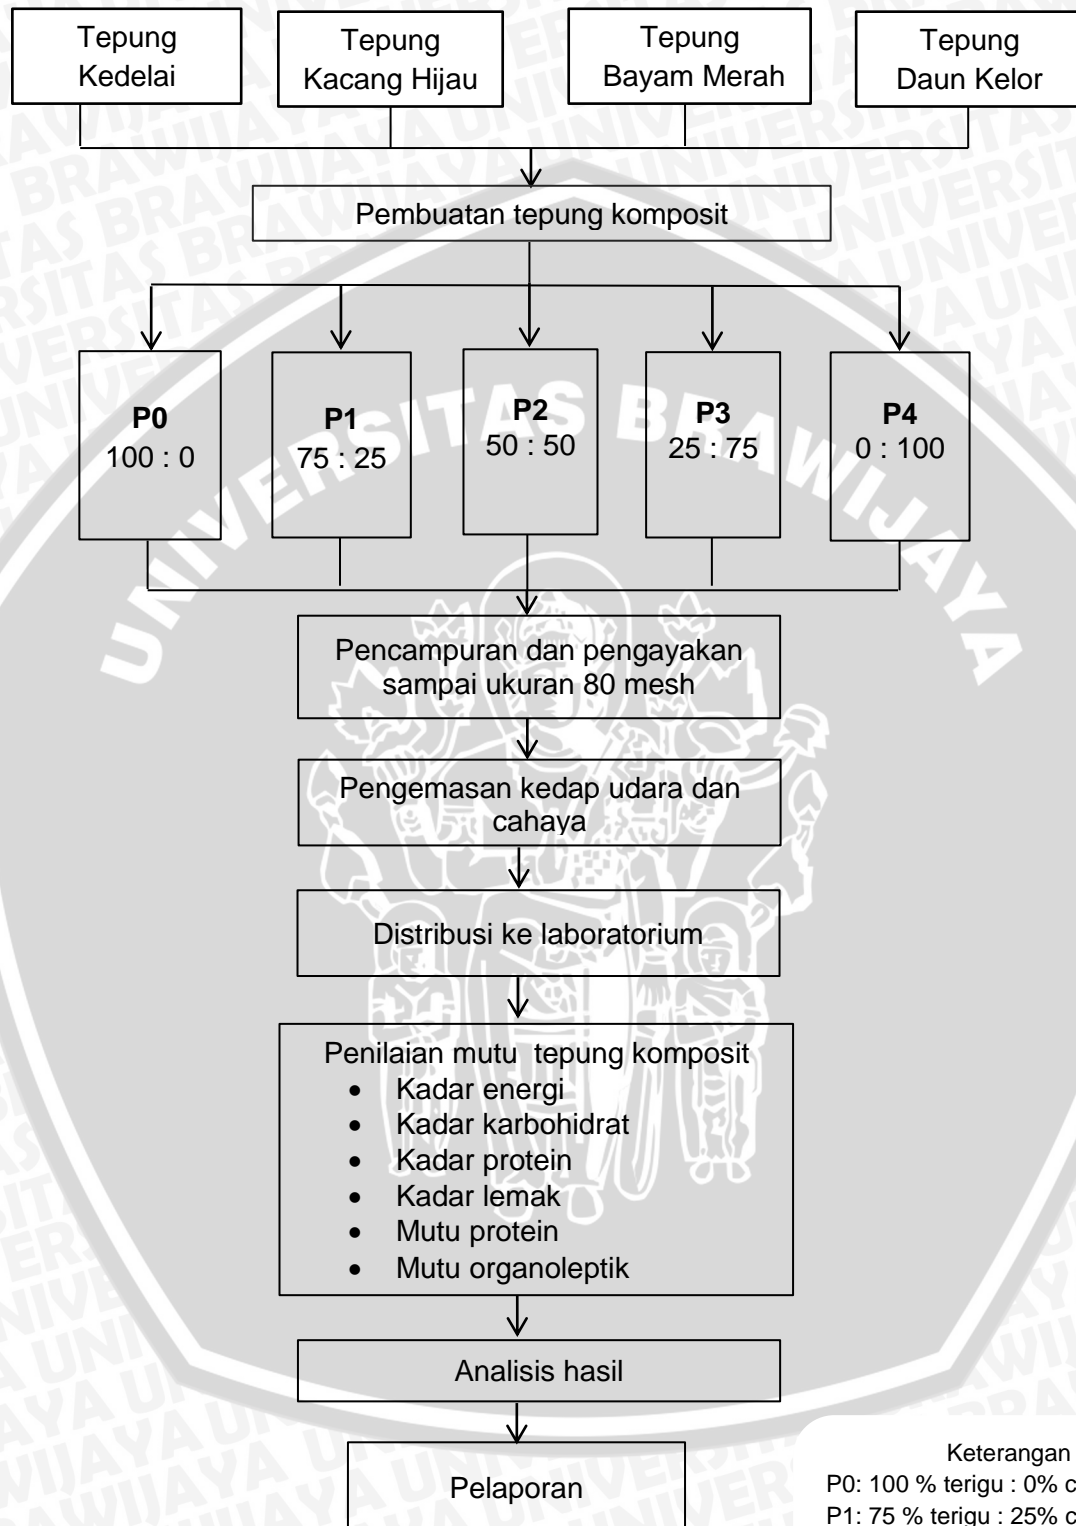 Tepung
Kedelai
Tepung
Kacang Hijau
Tepung
Bayam Merah
Tepung
Daun Kelor
Pembuatan tepung komposit
P0
100 : 0
P1
75 : 25
P2
50 : 50
P3
25 : 75
P4
0 : 100
UNIVERSITAS BRAWIJAYA
Pencampuran dan pengayakan
sampai ukuran 80 mesh
Pengemasan kedap udara dan
cahaya
Distribusi ke laboratorium
Penilaian mutu tepung komposit
• Kadar energi
• Kadar karbohidrat
• Kadar protein
• Kadar lemak
• Mutu protein
• Mutu organoleptik
Analisis hasil
Pelaporan
Keterangan
P0: 100 % terigu : 0%
P1: 75 % terigu : 25%